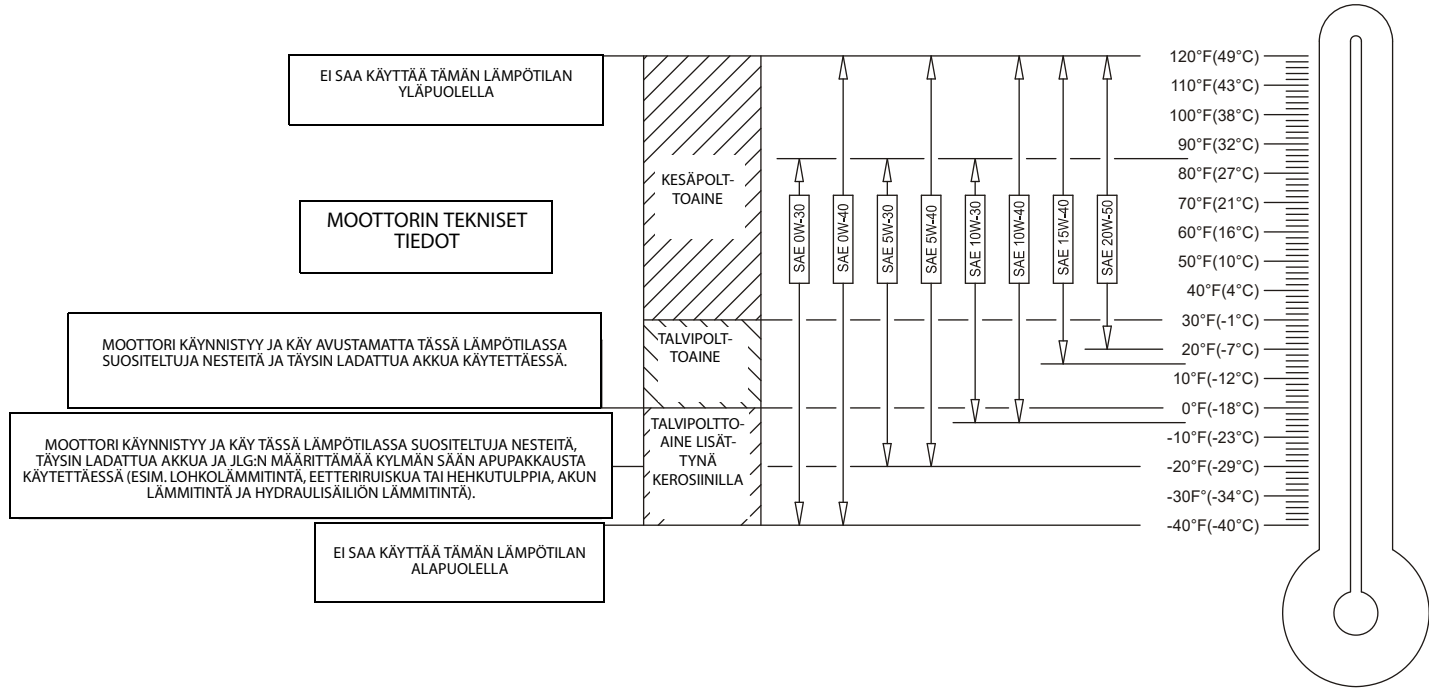 EI SAA KÄYTTÄÄ TÄMÄN LÄMPÖTILAN
YLÄPUOLELLA
MOOTTORIN TEKNISET
TIEDOT
MOOTTORI KÄYNNISTYY JA KÄY AVUSTAMATTA TÄSSÄ LÄMPÖTILASSA
SUOSITELTUJA NESTEITÄ JA TÄYSIN LADATTUA AKKUA KÄYTETTÄESSÄ.
MOOTTORI KÄYNNISTYY JA KÄY TÄSSÄ LÄMPÖTILASSA SUOSITELTUJA NESTEITÄ,
TÄYSIN LADATTUA AKKUA JA JLG:N MÄÄRITTÄMÄÄ KYLMÄN SÄÄN APUPAKKAUSTA
KÄYTETTÄESSÄ (ESIM. LOHKOLÄMMITINTÄ, EETTERIRUISKUA TAI HEHKUTULPPIA, AKUN
LÄMMITINTÄ JA HYDRAULISÄILIÖN LÄMMITINTÄ).
EI SAA KÄYTTÄÄ TÄMÄN LÄMPÖTILAN
ALAPUOLELLA
KESÄPOLT-
TOAINE
TALVIPOLT-
TOAINE
TALVIPOLTTO-
AINE LISÄT-
TYNÄ
KEROSIINILLA
SAE 0W-30
SAE 0W-40
SAE 5W-30
SAE 5W-40
SAE 10W-30
SAE 10W-40
SAE 15W-40
SAE 20W-50
120°F(49°C)
110°F(43°C)
100°F(38°C)
90°F(32°C)
80°F(27°C)
70°F(21°C)
60°F(16°C)
50°F(10°C)
40°F(4°C)
30°F(-1°C)
20°F(-7°C)
10°F(-12°C)
0°F(-18°C)
-10°F(-23°C)
-20°F(-29°C)
-30F°(-34°C)
-40°F(-40°C)